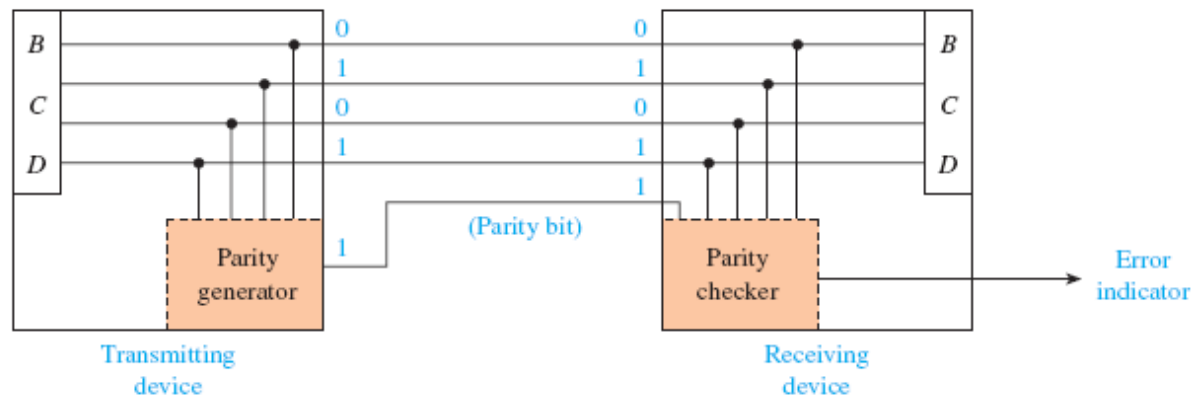 B 0 0 B
1 1
C 0 0 C
D 1 1 D
1
(Parity bit)
1
Parity
generator
Parity
checker
Error
indicator
Transmitting
device
Receiving
device